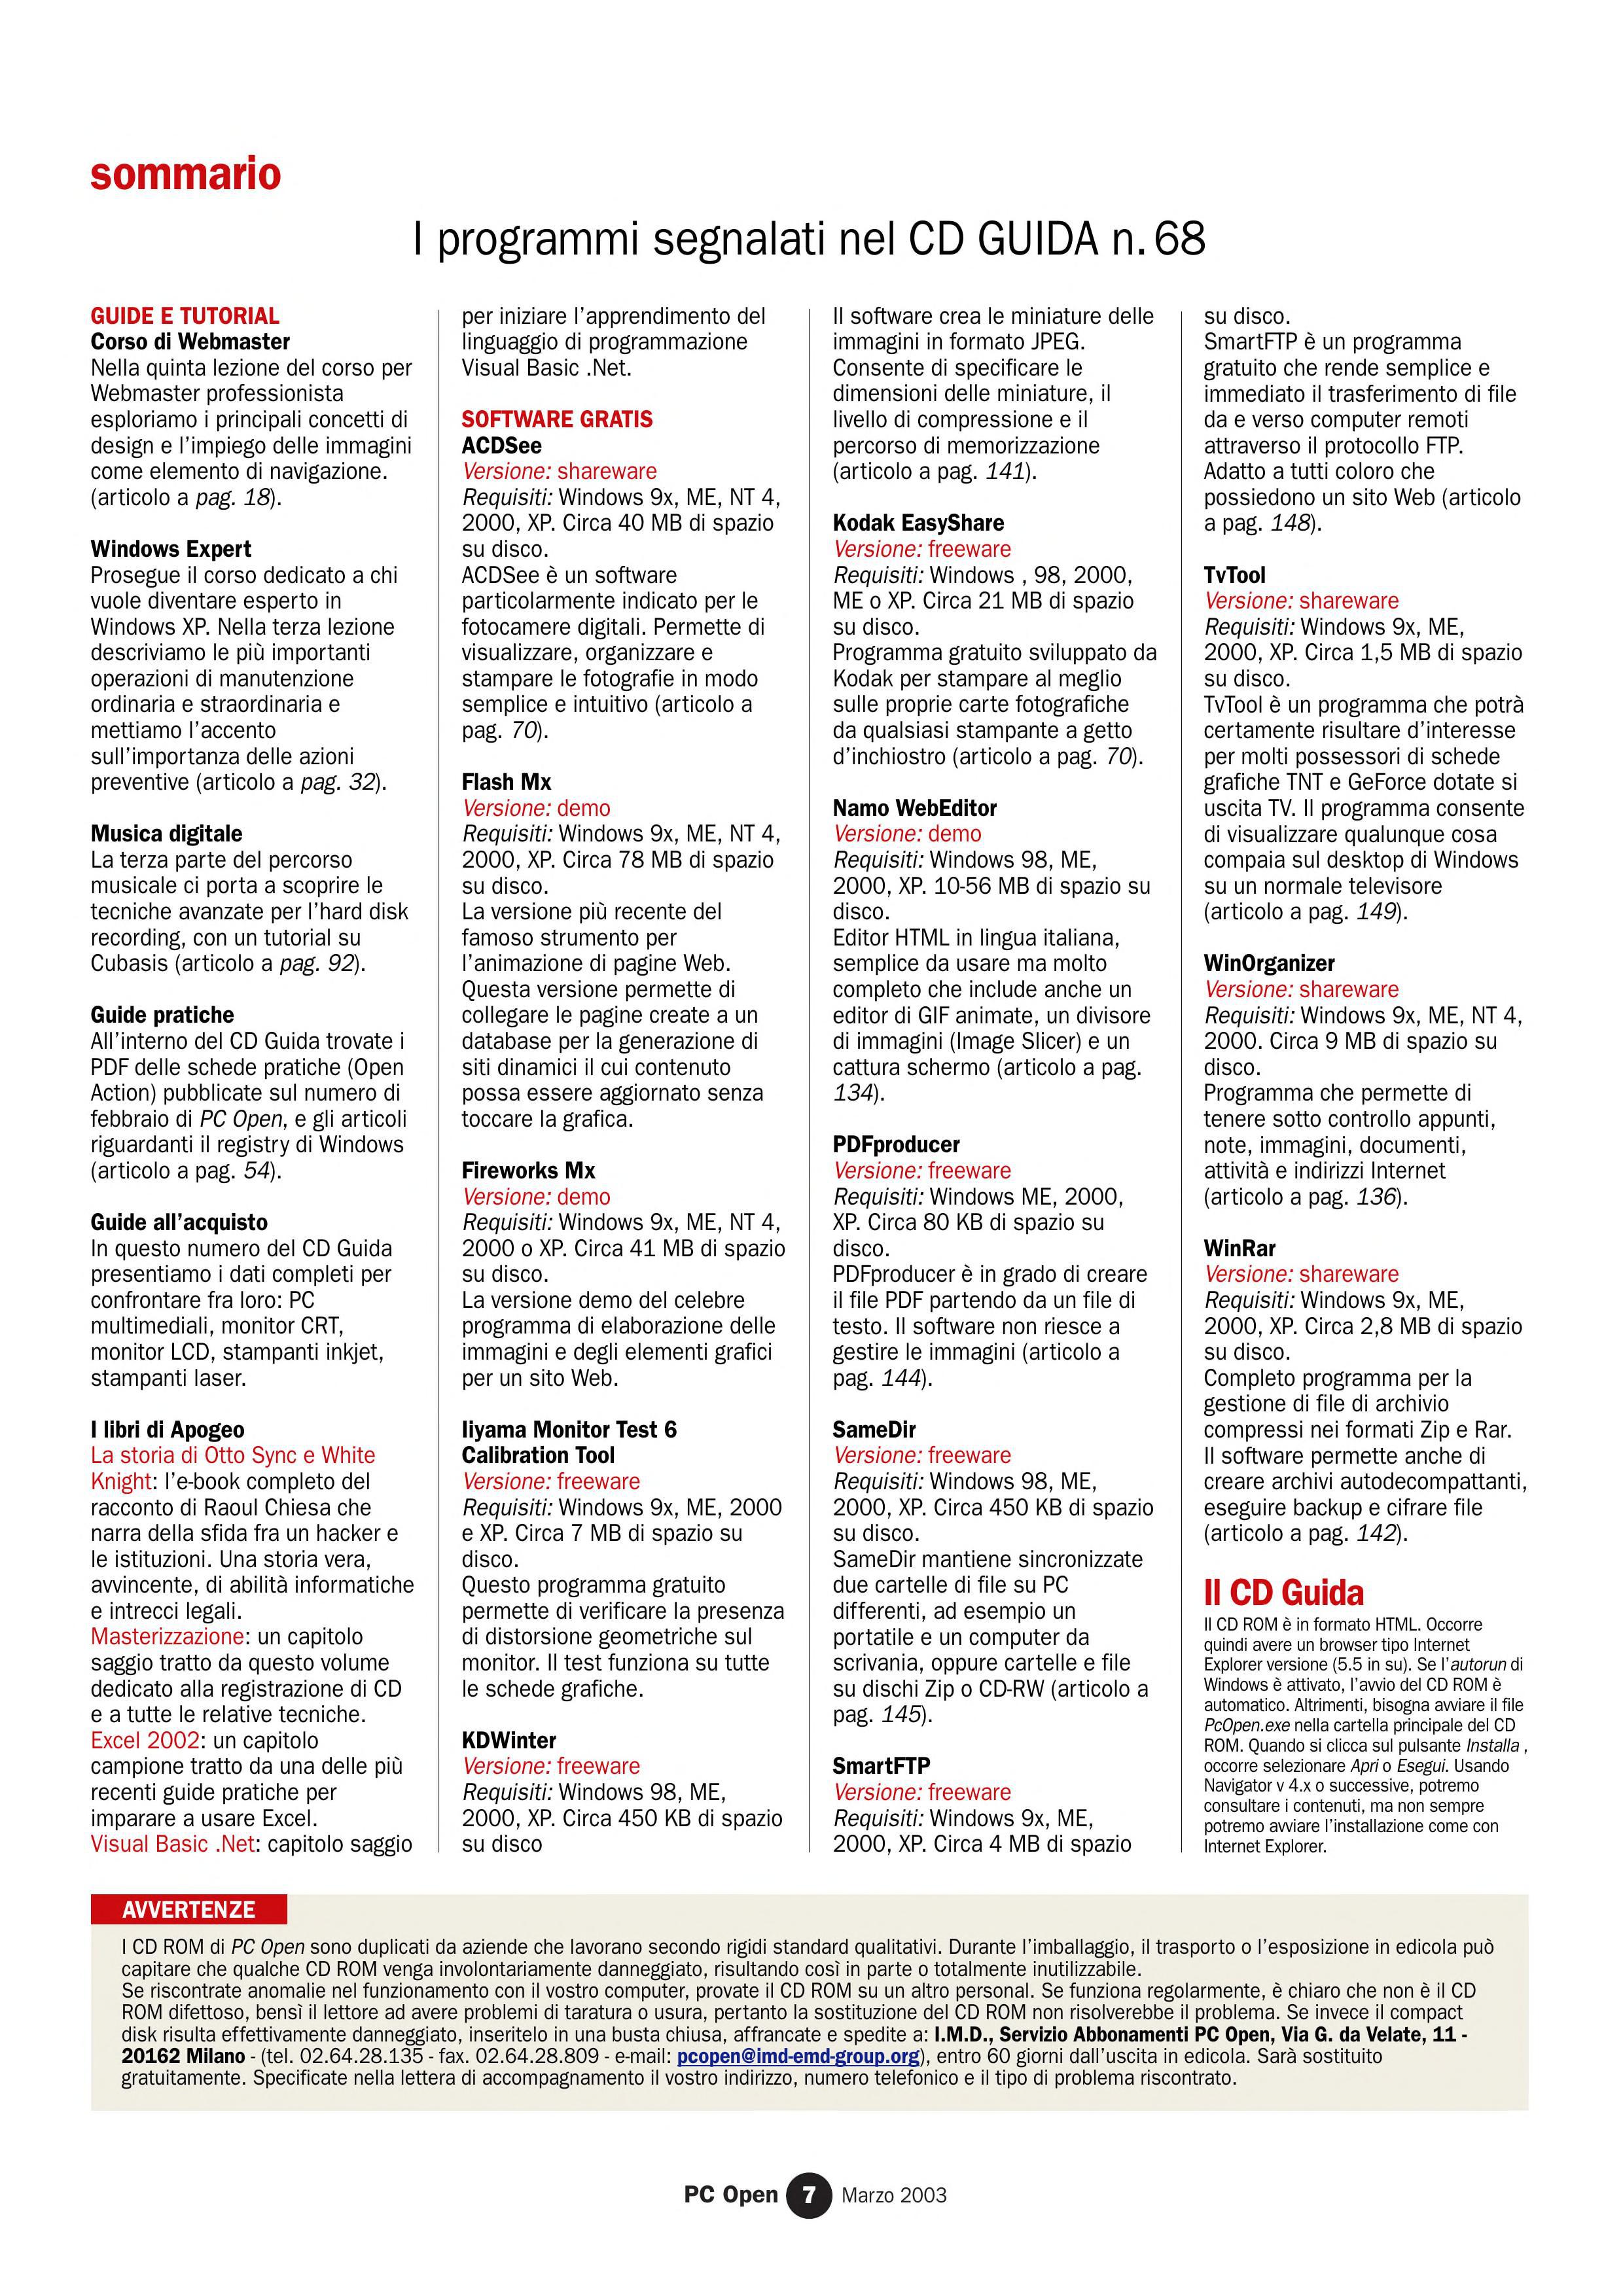 sommario
I programmi segnalati nel CD GUIDA n. 68
GUIDE E TUTORIAL
Corso di Webmaster
Nella quinta lezione del corso per
Webmaster professionista
esploriamo i principali concetti di
design e l'impiego delle immagini
come elemento di navigazione.
(articolo a pag. 18).
Windows Expert
Prosegue il corso dedicato a chi
vuole diventare esperto in
Windows XP. Nella terza lezione
descriviamo le più importanti
operazioni di manutenzione
ordinaria e straordinaria e
mettiamo l'accento
sull'importanza delle azioni
preventive (articolo a pag. 32).
Musica digitale
La terza parte del percorso
musicale ci porta a scoprire le
tecniche avanzate per l'hard disk
recording, con un tutorial su
Cubasis (articolo a pag. 92).
Guide pratiche
All'interno del CD Guida trovate i
PDF delle schede pratiche (Open
Action) pubblicate sul numero di
febbraio di PC Open, e gli articoli
riguardanti il registry di Windows
(articolo a pag. 54).
Guide all'acquisto
In questo numero del CD Guida
presentiamo i dati completi per
confrontare fra loro: PC
multimediali, monitor CRT,
monitor LCD, stampanti inkjet,
stampanti laser.
I libri di Apogeo
La storia di Otto Sync e White
Knight: l'e-book completo del
racconto di Raoul Chiesa che
narra della sfida fra un hacker e
le istituzioni. Una storia vera,
avvincente, di abilità informatiche
e intrecci legali.
Masterizzazione: un capitolo
saggio tratto da questo volume
dedicato alla registrazione di CD
e a tutte le relative tecniche.
Excel 2002: un capitolo
campione tratto da una delle più
recenti guide pratiche per
imparare a usare Excel.
Visual Basic .Net: capitolo saggio
per iniziare l'apprendimento del
linguaggio di programmazione
Visual Basic .Net.
SOFTWARE GRATIS
ACDSee
Versione: shareware
Requisiti: Windows 9x, ME, NT 4,
2000, XP. Circa 40 MB di spazio
su disco.
ACDSee è un software
particolarmente indicato per le
fotocamere digitali. Permette di
visualizzare, organizzare e
stampare le fotografie in modo
semplice e intuitivo (articolo a
pag. 70).
Flash Mx
Versione: demo
Requisiti: Windows 9x, ME, NT 4,
2000, XP. Circa 78 MB di spazio
su disco.
La versione più recente del
famoso strumento per
l'animazione di pagine Web.
Questa versione permette di
collegare le pagine create a un
database per la generazione di
siti dinamici il cui contenuto
possa essere aggiornato senza
toccare la grafica.
Fireworks Mx
Versione: demo
Requisiti: Windows 9x, ME, NT 4,
2000 o XP. Circa 41 MB di spazio
su disco.
La versione demo del celebre
programma di elaborazione delle
immagini e degli elementi grafici
per un sito Web.
Iiyama Monitor Test 6
Calibration Tool
Versione: freeware
Requisiti: Windows 9x, ME, 2000
e XP. Circa 7 MB di spazio su
disco.
Questo programma gratuito
permette di verificare la presenza
di distorsione geometriche sul
monitor. Il test funziona su tutte
le schede grafiche.
KDWinter
Versione: freeware
Requisiti: Windows 98, ME,
2000, XP. Circa 450 KB di spazio
su disco
Il software crea le miniature delle
immagini in formato JPEG.
Consente di specificare le
dimensioni delle miniature, il
livello di compressione e il
percorso di memorizzazione
(articolo a pag. 141).
Kodak EasyShare
Versione: freeware
Requisiti: Windows , 98, 2000,
ME o XP. Circa 21 MB di spazio
su disco.
Programma gratuito sviluppato da
Kodak per stampare al meglio
sulle proprie carte fotografiche
da qualsiasi stampante a getto
d'inchiostro (articolo a pag. 70).
Namo WebEditor
Versione: demo
Requisiti: Windows 98, ME,
2000, XP. 10-56 MB di spazio su
disco.
Editor HTML in lingua italiana,
semplice da usare ma molto
completo che include anche un
editor di GIF animate, un divisore
di immagini (Image Slicer) e un
cattura schermo (articolo a pag.
134).
PDFproducer
Versione: freeware
Requisiti: Windows ME, 2000,
XP. Circa 80 KB di spazio su
disco.
PDFproducer è in grado di creare
il file PDF partendo da un file di
testo. Il software non riesce a
gestire le immagini (articolo a
pag. 144).
SameDir
Versione: freeware
Requisiti: Windows 98, ME,
2000, XP. Circa 450 KB di spazio
su disco.
SameDir mantiene sincronizzate
due cartelle di file su PC
differenti, ad esempio un
portatile e un computer da
scrivania, oppure cartelle e file
su dischi Zip o CD-RW (articolo a
pag. 145).
SmartFTP
Versione: freeware
Requisiti: Windows 9x, ME,
2000, XP. Circa 4 MB di spazio
su disco.
SmartFTP è un programma
gratuito che rende semplice e
immediato il trasferimento di file
da e verso computer remoti
attraverso il protocollo FTP.
Adatto a tutti coloro che
possiedono un sito Web (articolo
a pag. 148).
TvTool
Versione: shareware
Requisiti: Windows 9x, ME,
2000, XP. Circa 1,5 MB di spazio
su disco.
TvTool è un programma che potrà
certamente risultare d'interesse
per molti possessori di schede
grafiche TNT e GeForce dotate si
uscita TV. Il programma consente
di visualizzare qualunque cosa
compaia sul desktop di Windows
su un normale televisore
(articolo a pag. 149).
WinOrganizer
Versione: shareware
Requisiti: Windows 9x, ME, NT 4,
2000. Circa 9 MB di spazio su
disco.
Programma che permette di
tenere sotto controllo appunti,
note, immagini, documenti,
attività e indirizzi Internet
(articolo a pag. 136).
WinRar
Versione: shareware
Requisiti: Windows 9x, ME,
2000, XP. Circa 2,8 MB di spazio
su disco.
Completo programma per la
gestione di file di archivio
compressi nei formati Zip e Rar.
Il software permette anche di
creare archivi autodecompattanti,
eseguire backup e cifrare file
(articolo a pag. 142).
Il CD Guida
Il CD ROM è in formato HTML. Occorre
quindi avere un browser tipo Internet
Explorer versione (5.5 in su). Se l'autorun di
Windows è attivato, l'avvio del CD ROM è
automatico. Altrimenti, bisogna avviare il file
PcOpen.exe nella cartella principale del CD
ROM. Quando si clicca sul pulsante Installa ,
occorre selezionare Apri o Esegui. Usando
Navigator v 4.x o successive, potremo
consultare i contenuti, ma non sempre
potremo avviare l'installazione come con
Internet Explorer.
AVVERTENZE
I CD ROM di PC Open sono duplicati da aziende che lavorano secondo rigidi standard qualitativi. Durante l'imballaggio, il trasporto o l'esposizione in edicola può
capitare che qualche CD ROM venga involontariamente danneggiato, risultando così in parte o totalmente inutilizzabile.
Se riscontrate anomalie nel funzionamento con il vostro computer, provate il CD ROM su un altro personal. Se funziona regolarmente, è chiaro che non è il CD
ROM difettoso, bensì il lettore ad avere problemi di taratura o usura, pertanto la sostituzione del CD ROM non risolverebbe il problema. Se invece il compact
disk risulta effettivamente danneggiato, inseritelo in una busta chiusa, affrancate e spedite a: I.M.D., Servizio Abbonamenti PC Open, Via G. da Velate, 11 -
20162 Milano - (tel. 02.64.28.135 - fax. 02.64.28.809 - e-mail: pcopen@imd-emd-group.org), entro 60 giorni dall'uscita in edicola. Sarà sostituito
gratuitamente. Specificate nella lettera di accompagnamento il vostro indirizzo, numero telefonico e il tipo di problema riscontrato.
PC Open 7 Marzo 2003